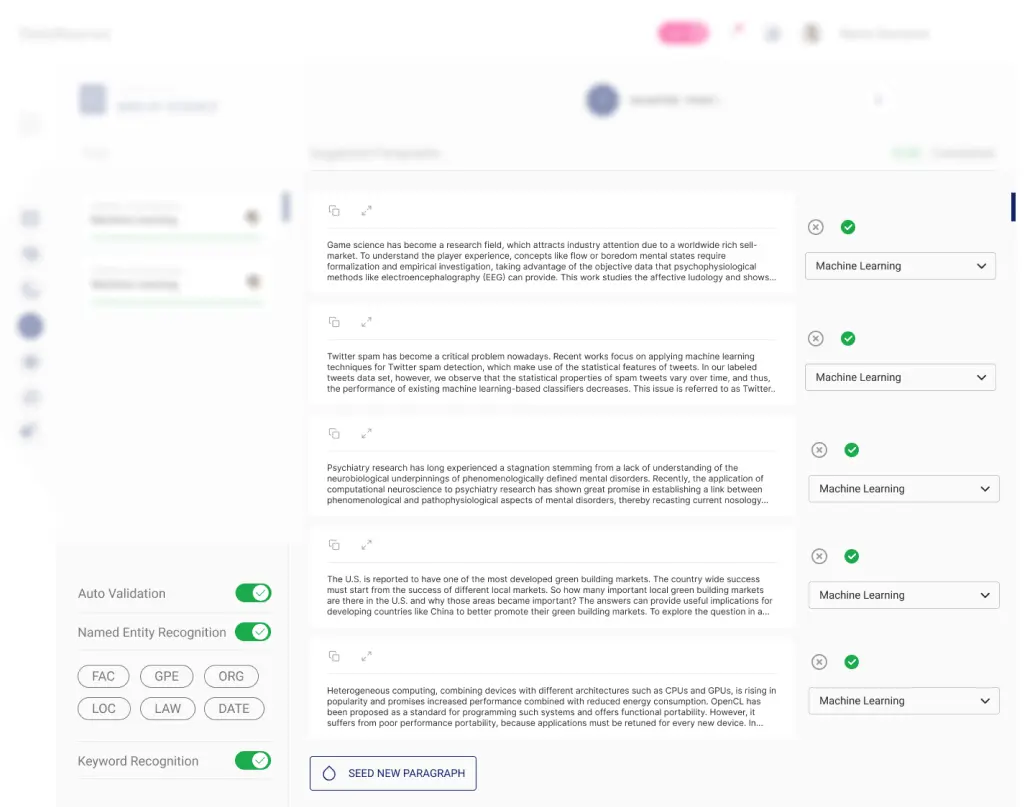 Game science has become a research field, which attracts industry attention due to a worldwide rich sell-
market. To understand the player experience, concepts like flow or boredom mental states require
formalization and empirical investigation, taking advantage of the objective data that psychophysiological
methods like electroencephalography (EEG) can provide. This work studies the affective ludology and shows...
Machine Learning
Twitter spam has become a critical problem nowadays. Recent works focus on applying machine learning
techniques for Twitter spam detection, which make use of the statistical features of tweets. In our labeled
tweets data set, however, we observe that the statistical properties of spam tweets vary over time, and thus,
the performance of existing machine learning-based classifiers decreases. This issue is referred to as Twitter..
Machine Learning
Psychiatry research has long experienced a stagnation stemming from a lack of understanding of the
neurobiological underpinnings of phenomenologically defined mental disorders. Recently, the application of
computational neuroscience to psychiatry research has shown great promise in establishing a link between
phenomenological and pathophysiological aspects of mental disorders, thereby recasting current nosology...
Machine Learning
The U.S. is reported to have one of the most developed green building markets. The country wide success
must start from the success of different local markets. So how many important local green building markets
are there in the U.S. and why those areas became important? The answers can provide useful implications for
developing countries like China to better promote their green building markets. To explore the question in a...
Machine Learning
Heterogeneous computing, combining devices with different architectures such as CPUs and GPUs, is rising in
popularity and promises increased performance combined with reduced energy consumption. OpenCL has
been proposed as a standard for programming such systems and offers functional portability. However, it
suffers from poor performance portability, because applications must be retuned for every new device. In...
Machine Learning
SEED NEW PARAGRAPH
Auto Validation
Named Entity Recognition
FAC GPE ORG
LOC LAW DATE
Keyword Recognition